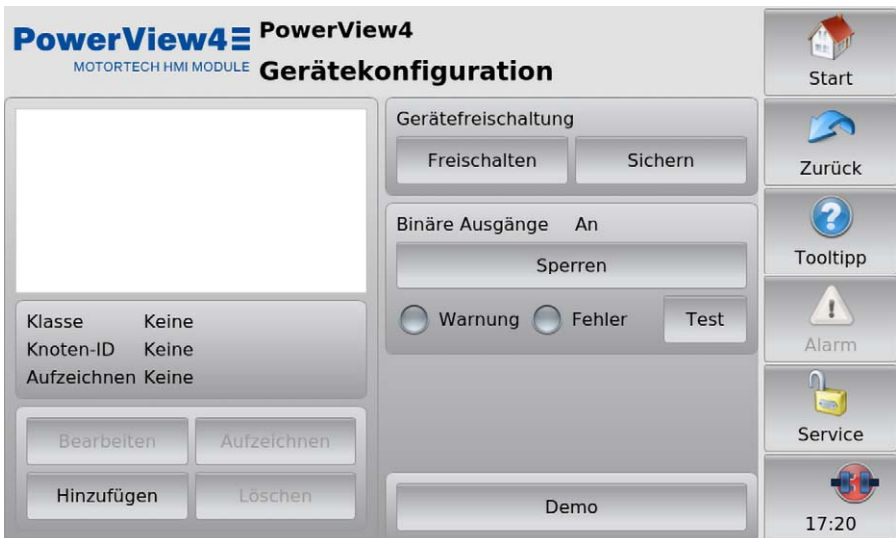 PowerView4
MOTORTECH HMI MODULE
PowerView4
Gerätekonfiguration
Klasse Keine
Knoten-ID Keine
Aufzeichnen Keine
Bearbeiten Aufzeichnen
Hinzufügen Löschen
Gerätefreischaltung
Freischalten Sichern
Binäre Ausgänge An
Sperren
Warnung Fehler Test
Demo
Start
Zurück
Tooltipp
Alarm
Service
17:20